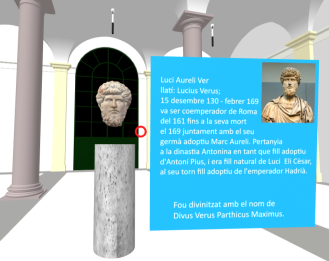 Luci Aureli Ver
llatí: Lucius Verus;
15 desembre 130 - febrer 169
va ser coemperador de Roma
del 161 fins a la seva mort
el 169 juntament amb el seu
germà adoptiu Marc Aureli. Pertanyia
a la dinastia Antonina en tant que fill adoptiu
d'Antoní Pius, i era fill natural de Luci Eli Cèsar,
al seu torn fill adoptiu de l'emperador Hadrià.
Fou divinitzat amb el nom de
Divus Verus Parthicus Maximus.